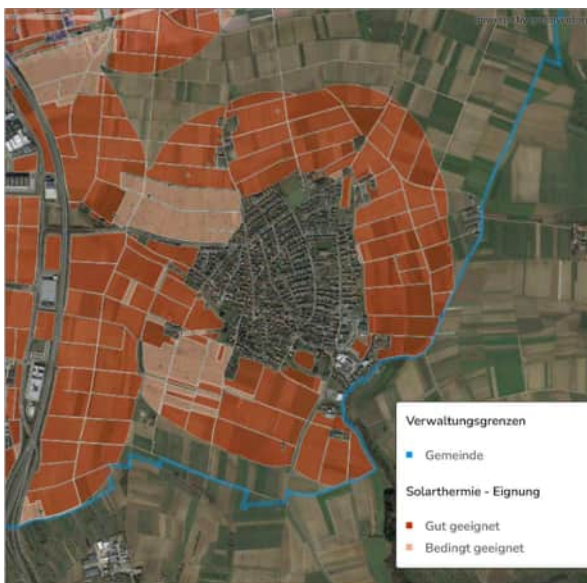 Verwaltungsgrenzen
Gemeinde
Solarthermie - Eignung
Gut geeignet
Bedingt geeignet